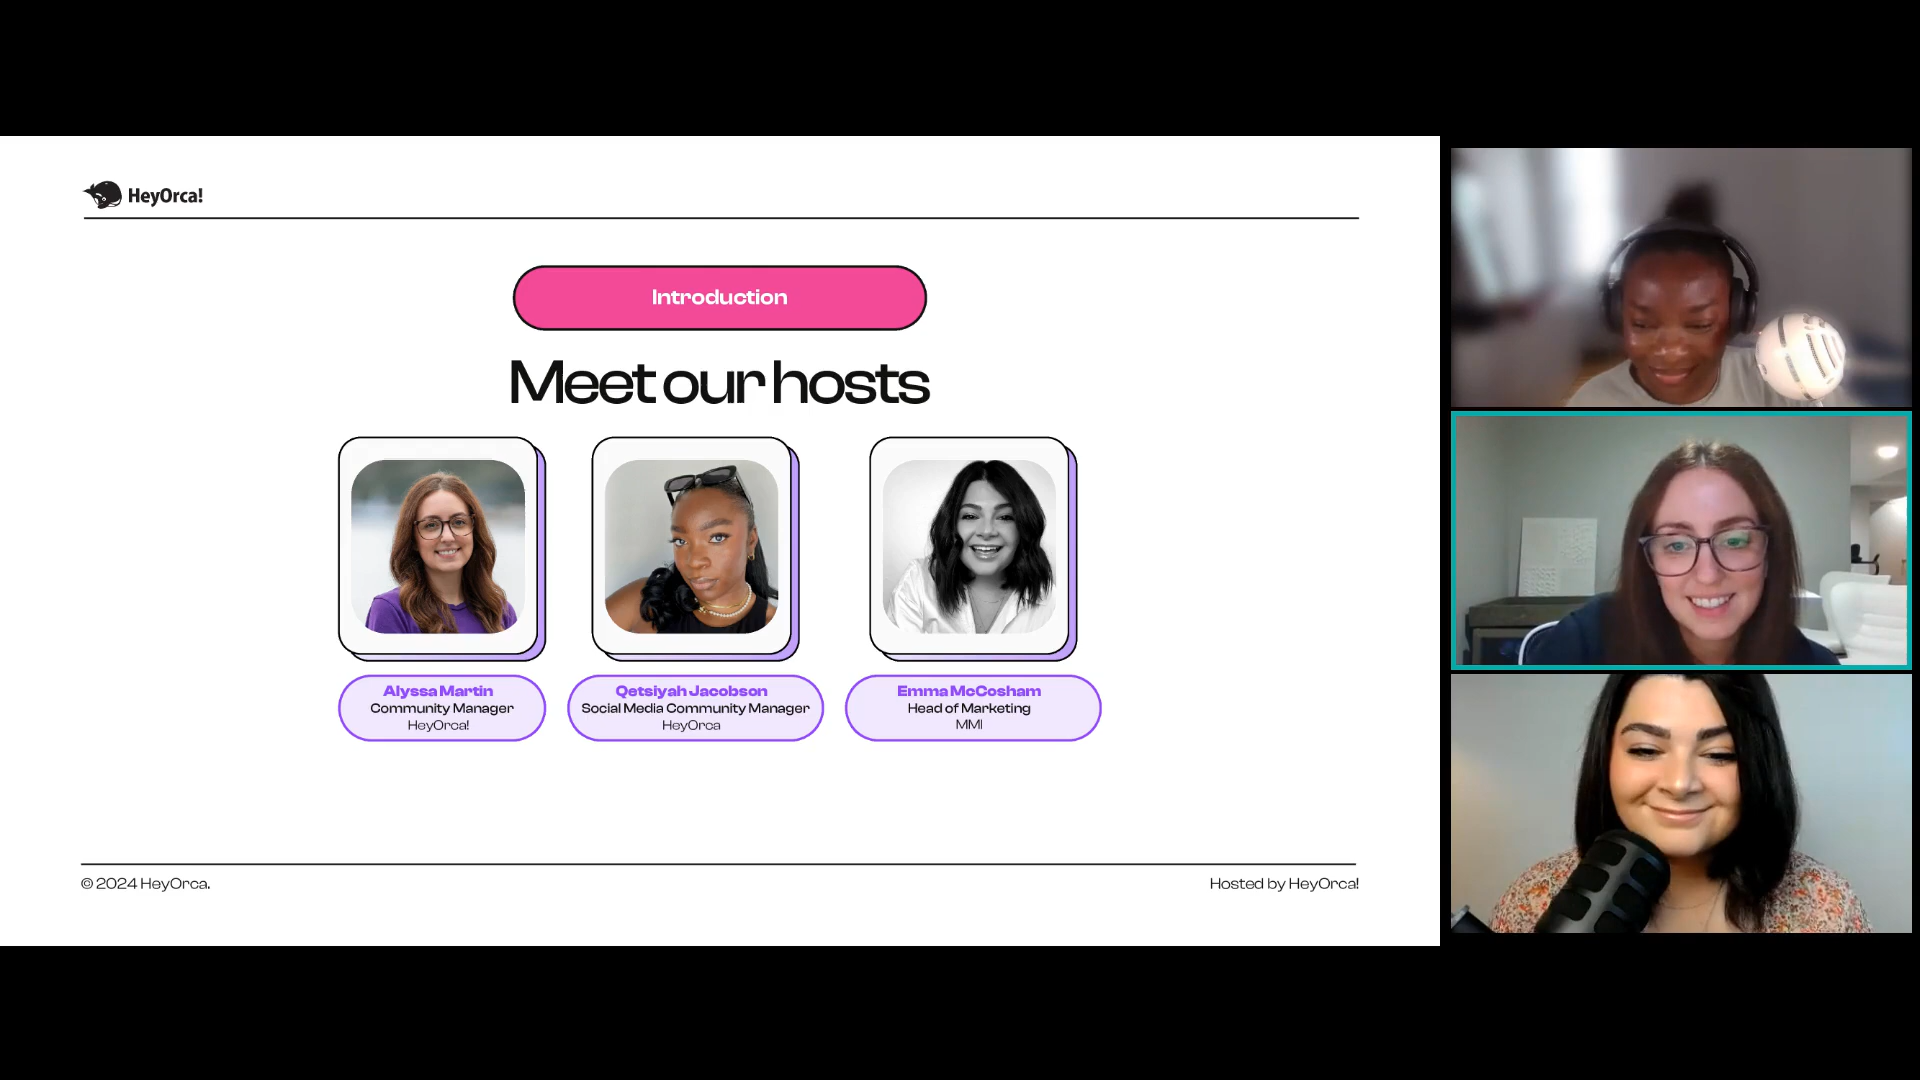 HeyOrca!
Introduction
Meet our hosts
Alyssa Martin
Community Manager
HeyOrca!
Qetsiyah Jacobson
Social Media Community Manager
HeyOrca
Emma McCosham
Head of Marketing
MMI
© 2024 HeyOrca.
Hosted by HeyOrca!